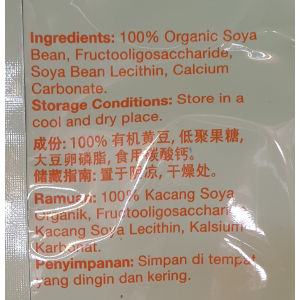 Ingredients: 100% Organic Soya
Bean, Fructooligosaccharide,
Soya Bean Lecithin, Calcium
Carbonate.
Storage Conditions: Store in a
cool and dry place.
成份: 100% 有机黄豆, 低聚果糖,
大豆卵磷脂, 食用碳酸钙。
储藏指南: 置于阴凉, 干燥处。
Ramuan: 100% Kacang Soya
Organik, Fructooligosaccharide,
Kacang Soya Lecithin, Kalsium
Karbonat.
Penyimpanan: Simpan di tempat
yang dingin dan kering.